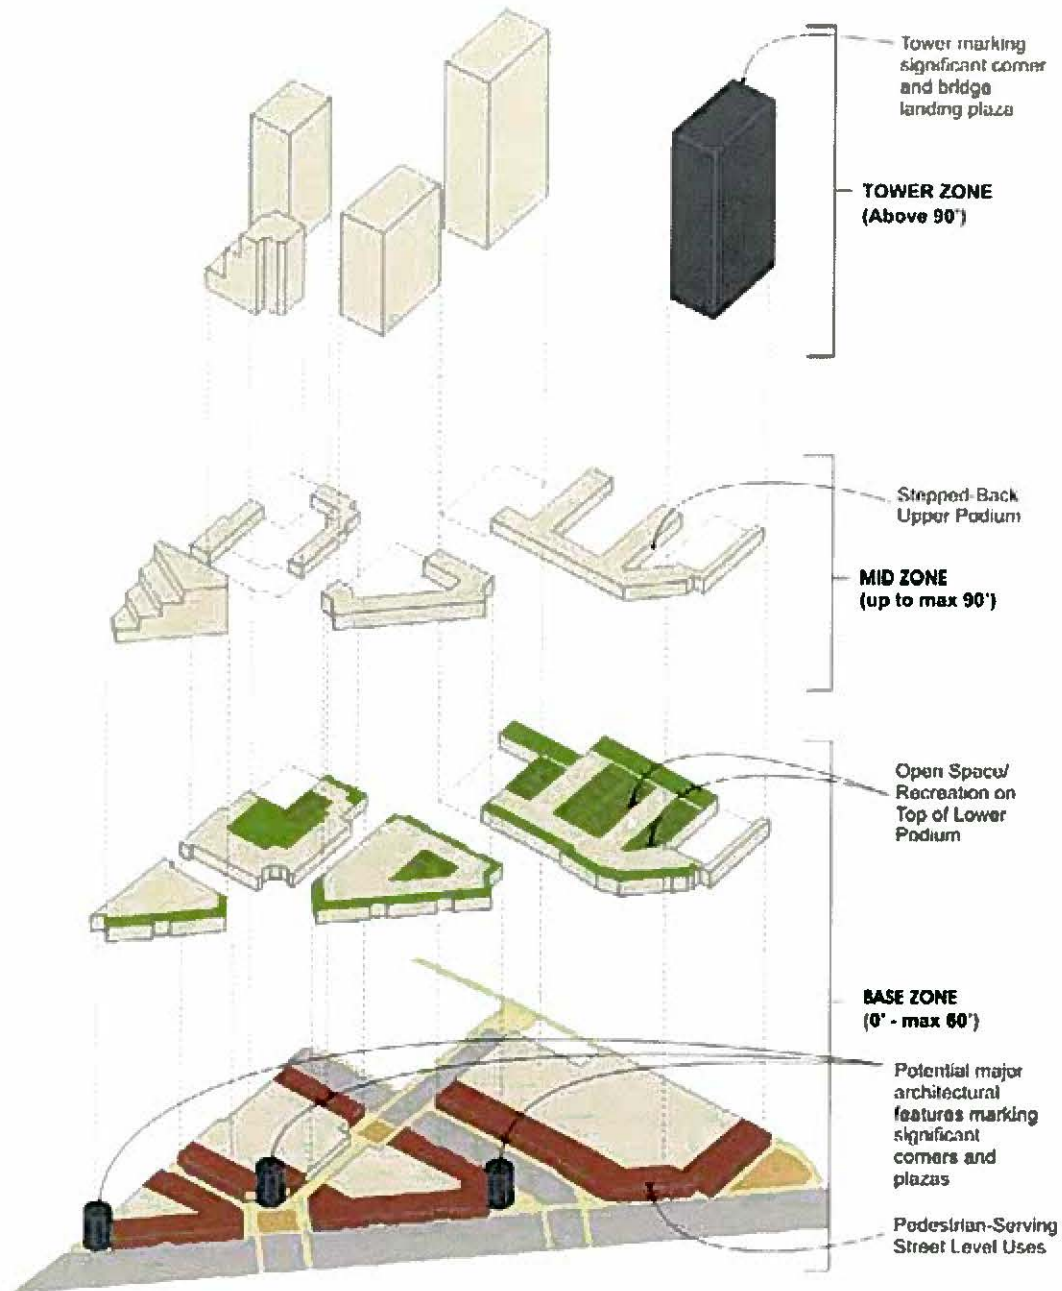 Tower marking
significant corner
and bridge
landing plaza
TOWER ZONE
(Above 90')
Stepped-Back
Upper Podium
MID ZONE
(up to max 90')
Open Space/
Recreation on
Top of Lower
Podium
BASE ZONE
(0' - max 60')
Potential major
architectural
features marking
significant
corners and
plazas
Pedestrian-Serving
Street Level Uses